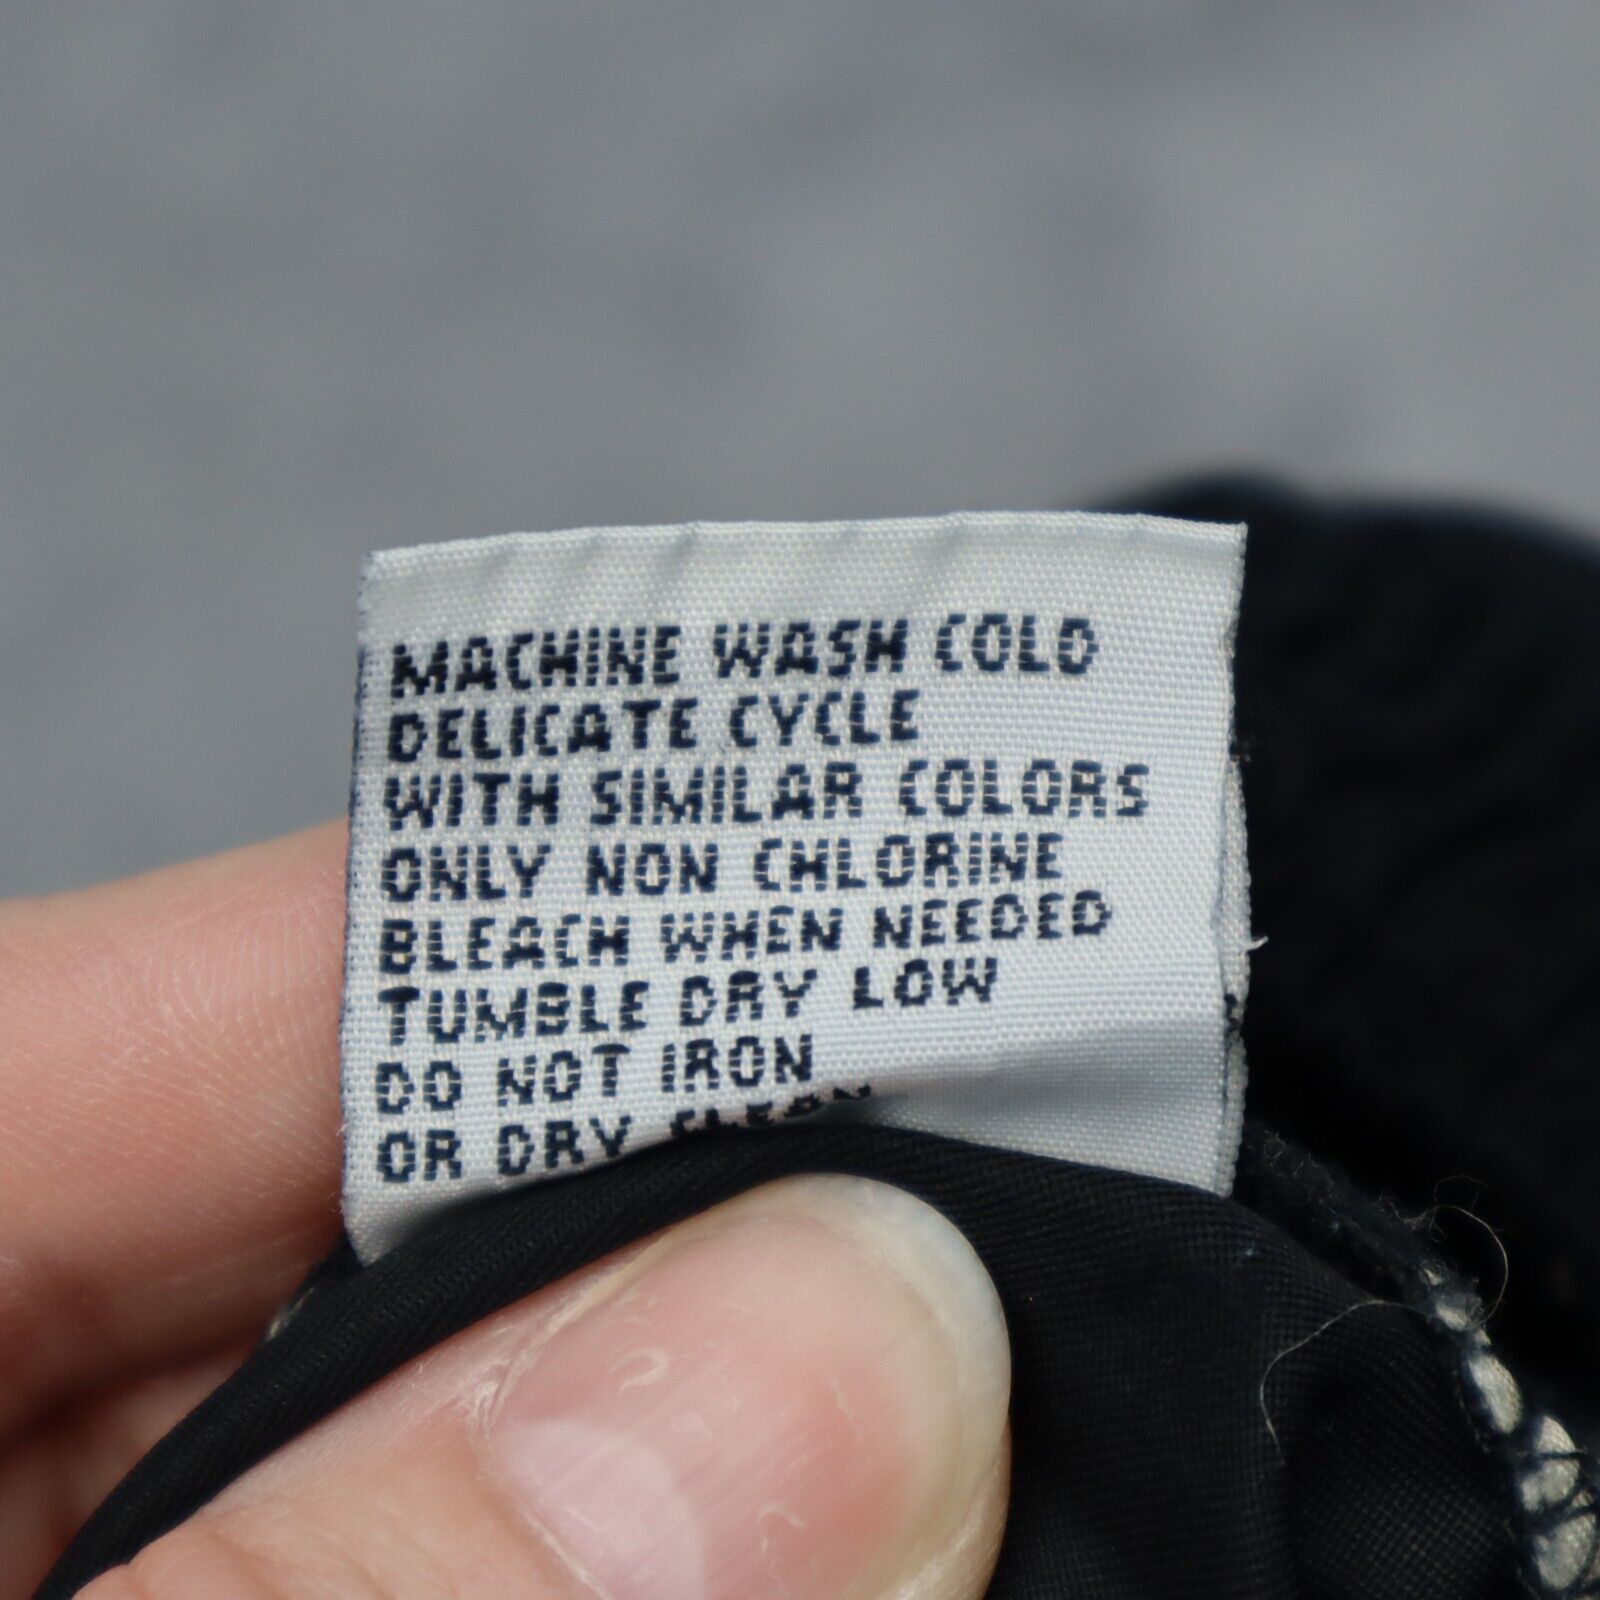 MACHINE WASH COLD
DELICATE CYCLE
WITH SIMILAR COLORS
ONLY NON CHLORINE
BLEACH WHEN NEEDED
TUMBLE DRY LOW
DO NOT IRON
OR DRY CLEAN